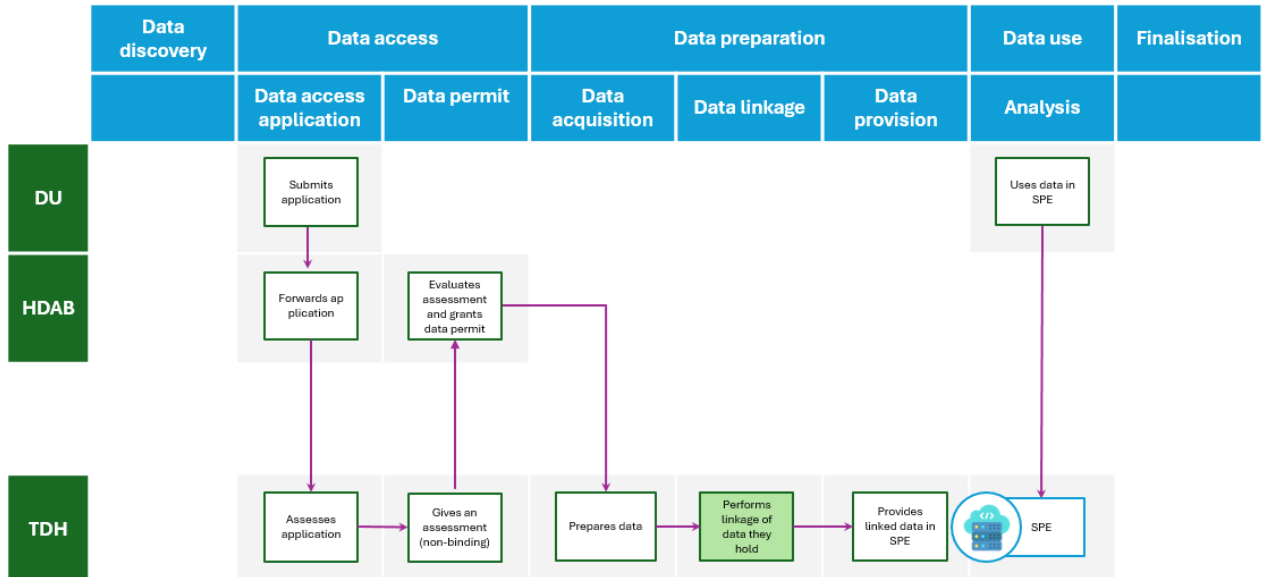 Data
discovery
Data access
Data preparation
Data use
Finalisation
Data access
application
Data permit
Data
acquisition
Data linkage
Data
provision
Analysis
DU
Submits
application
Uses data in
SPE
HDAB
Forwards ap
plication
Evaluates
assessment
and grants
data permit
TDH
Assesses
application
Gives an
assessment
(non-binding)
Prepares data
Performs
linkage of
data they
hold
Provides
linked data in
SPE
</>
SPE